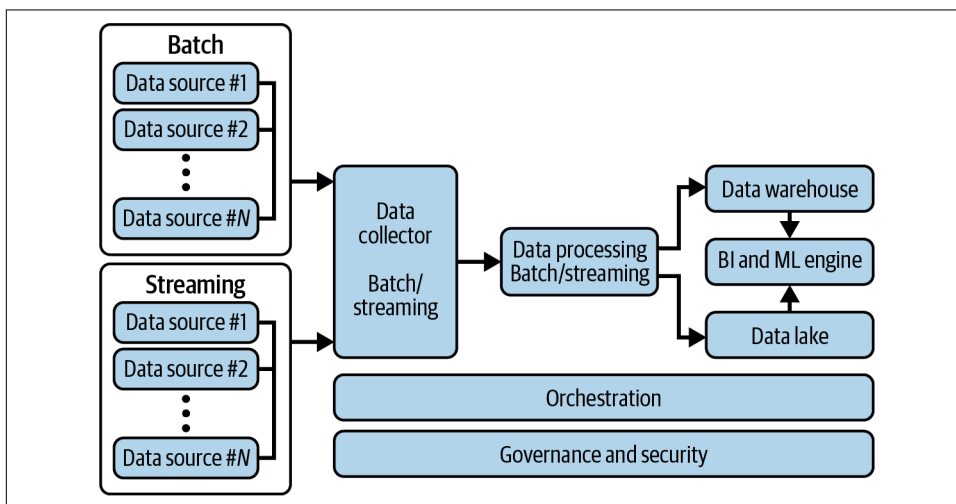 Batch
Data source #1
Data source #2
Data source #N
Streaming
Data source #1
Data source #2
Data source #N
Data
collector
Batch/
streaming
Data processing
Batch/streaming
Data warehouse
BI and ML engine
Data lake
Orchestration
Governance and security